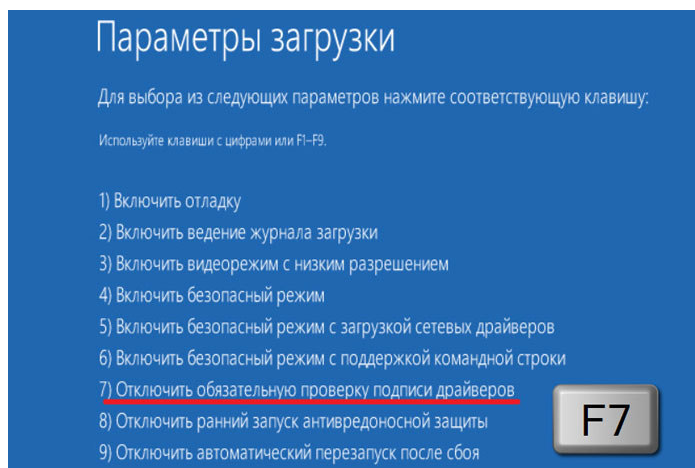 Параметры загрузки
Для выбора из следующих параметров нажмите соответствующую клавишу:
Используйте клавиши с цифрами или F1–F9.
1) Включить отладку
2) Включить ведение журнала загрузки
3) Включить видеорежим с низким разрешением
4) Включить безопасный режим
5) Включить безопасный режим с загрузкой сетевых драйверов
6) Включить безопасный режим с поддержкой командной строки
7) Отключить обязательную проверку подписи драйверов
8) Отключить ранний запуск антивредоносной защиты
9) Отключить автоматический перезапуск после сбоя
F7